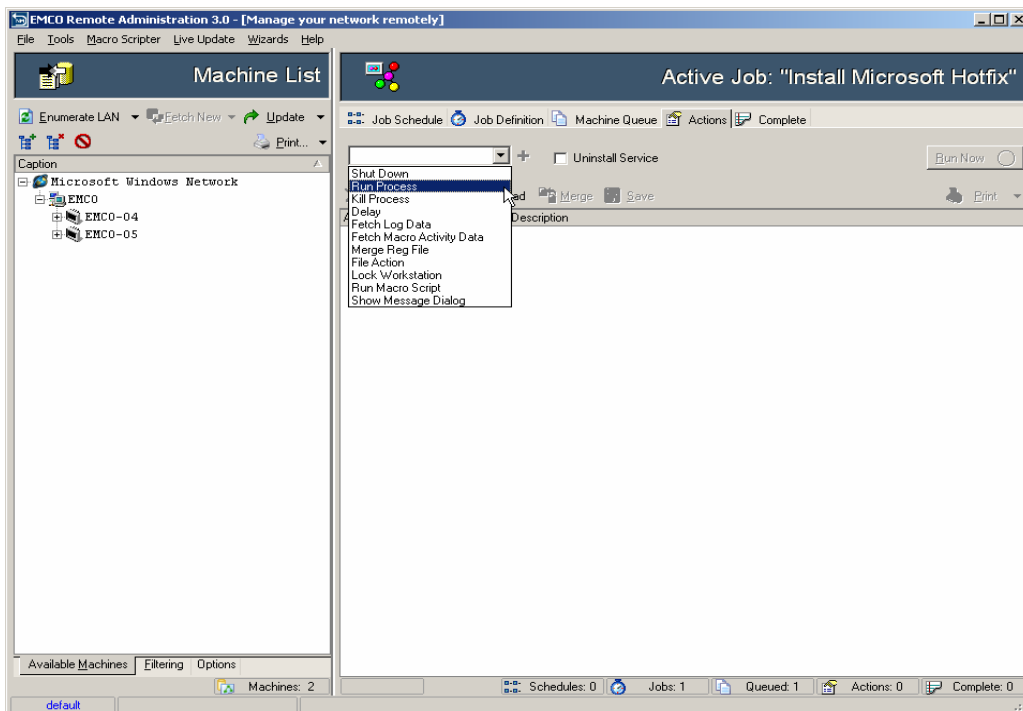 EMCO Remote Administration 3.0 - [Manage your network remotely]
File Tools Macro Scripter Live Update Wizards Help
Machine List
Active Job: "Install Microsoft Hotfix"
Enumerate LAN Fetch New Update
Job Schedule Job Definition Machine Queue Actions Complete
Print...
Uninstall Service
Run Now
Caption
Shut Down
Run Process
Kill Process
Delay
Fetch Log Data
Fetch Macro Activity Data
Merge Reg File
File Action
Lock Workstation
Run Macro Script
Show Message Dialog
ad Merge Save Print
Description
Microsoft Windows Network
EMCO
EMCO-04
EMCO-05
Available Machines Filtering Options
Machines: 2
Schedules: 0 Jobs: 1 Queued: 1 Actions: 0 Complete: 0
default